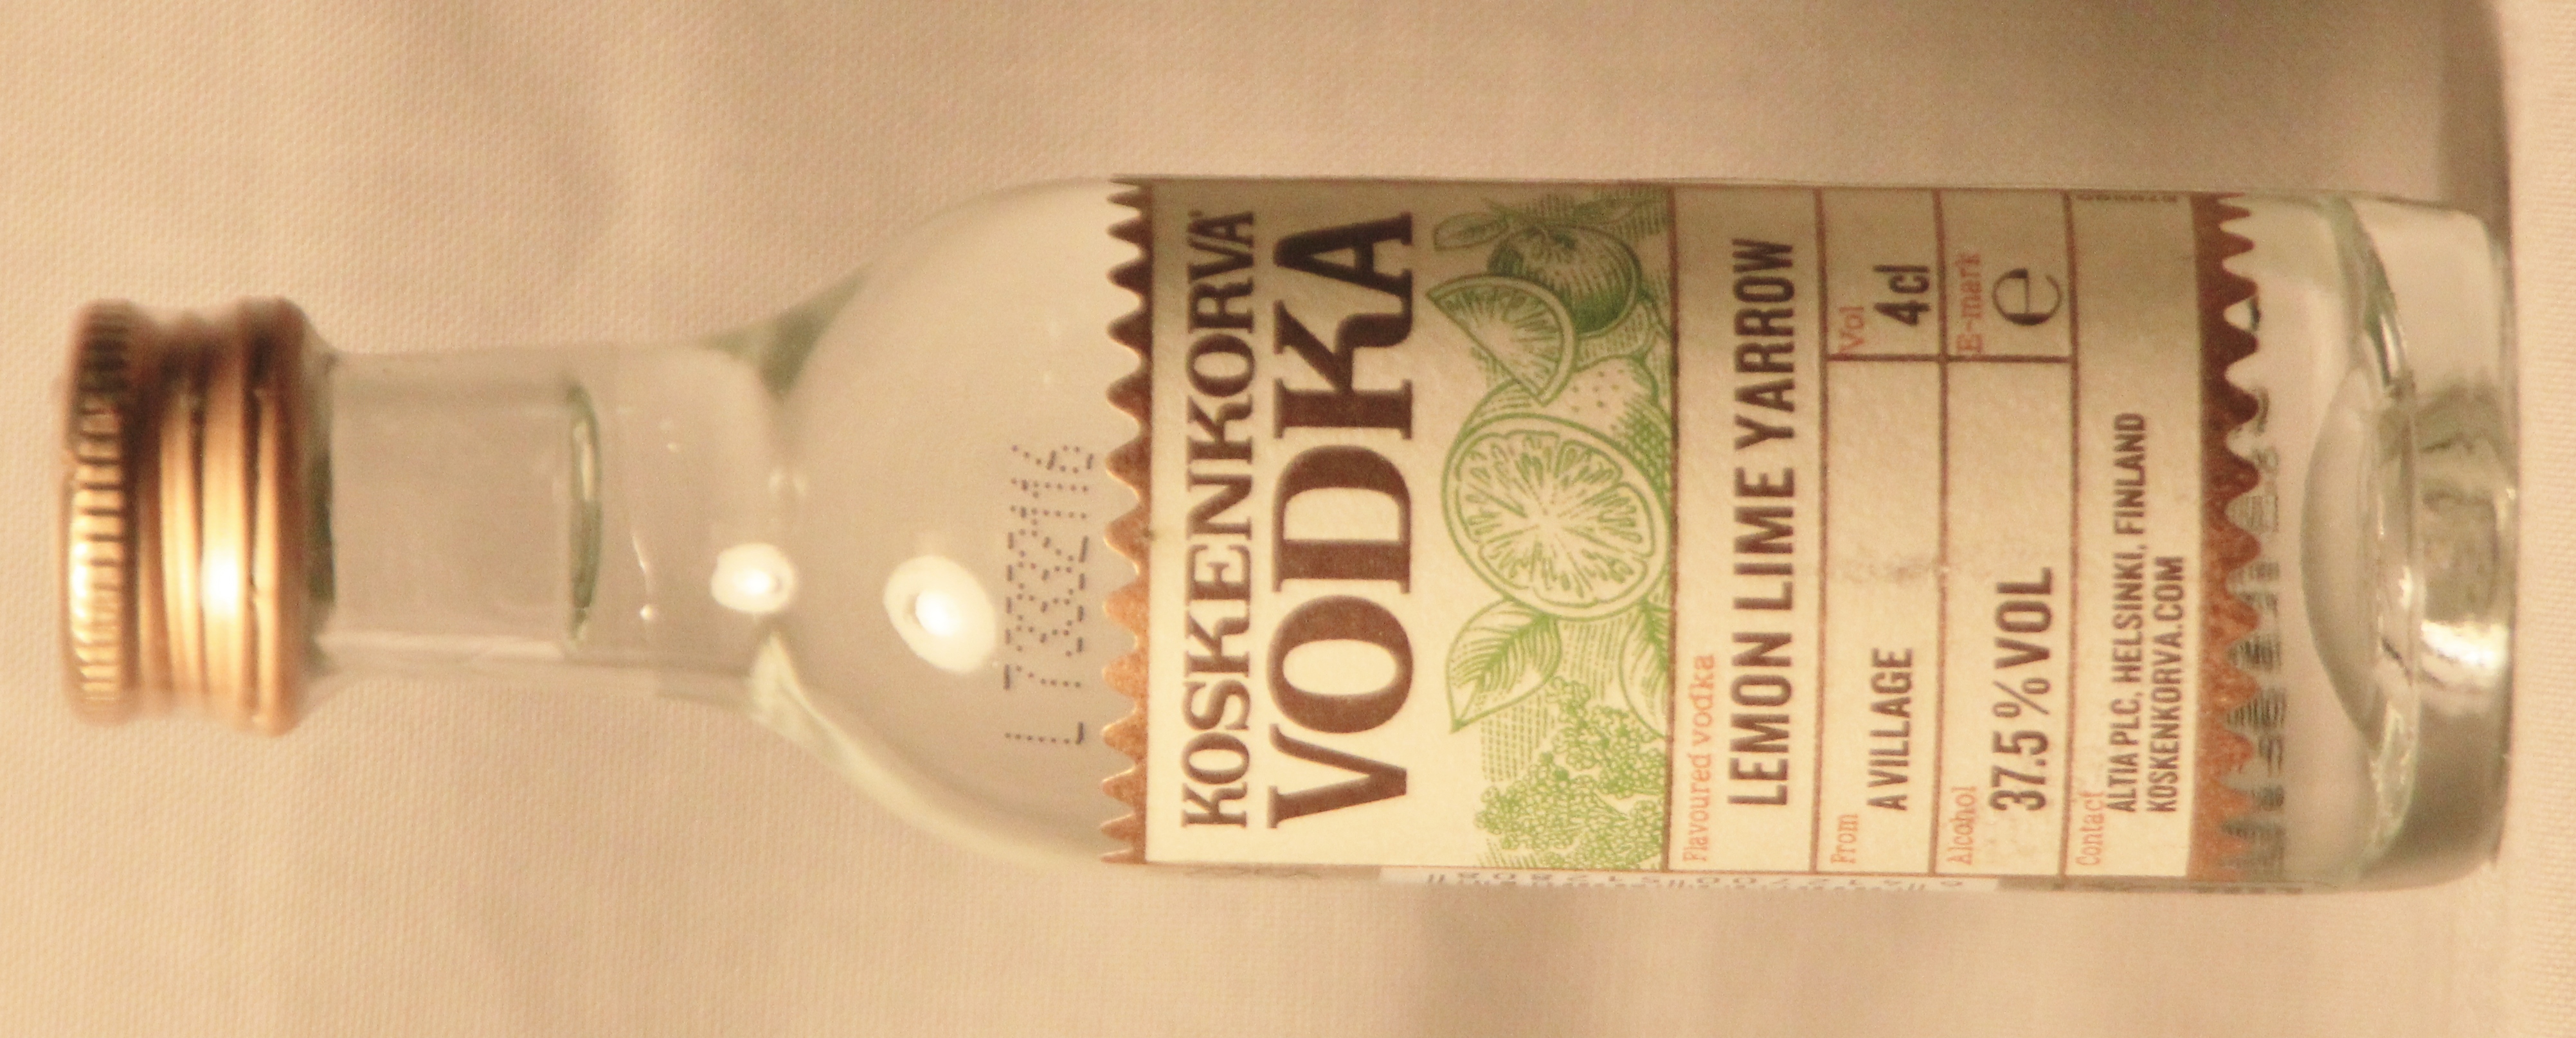 L 73332116
KOSKENKORVA
VODKA
Flavoured vodka
LEMON LIME YARROW
From
A VILLAGE
Vol
4cl
Alcohol
37.5%VOL
E-mark
e
Contact
ALTIA PLC, HELSINKI, FINLAND
KOSKENKORVA.COM